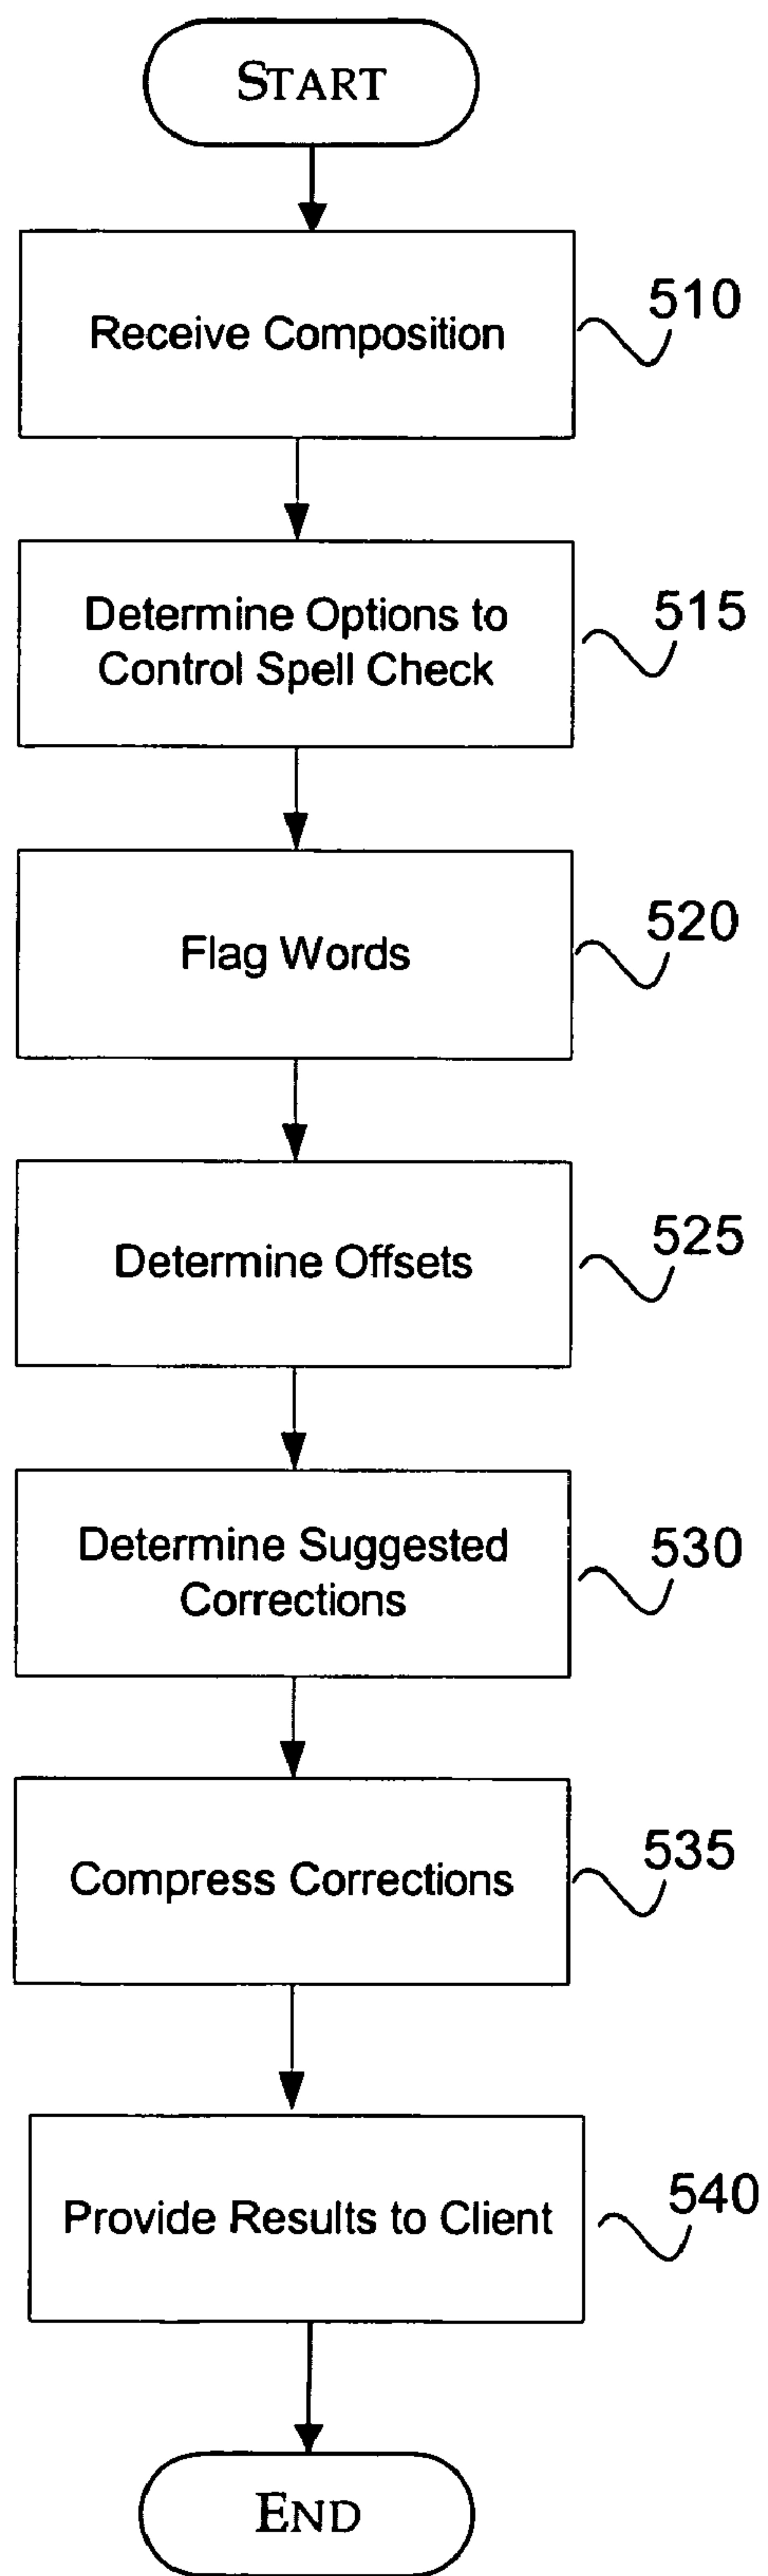 START
Receive Composition
510
Determine Options to
Control Spell Check
515
Flag Words
520
Determine Offsets
525
Determine Suggested
Corrections
530
Compress Corrections
535
Provide Results to Client
540
END